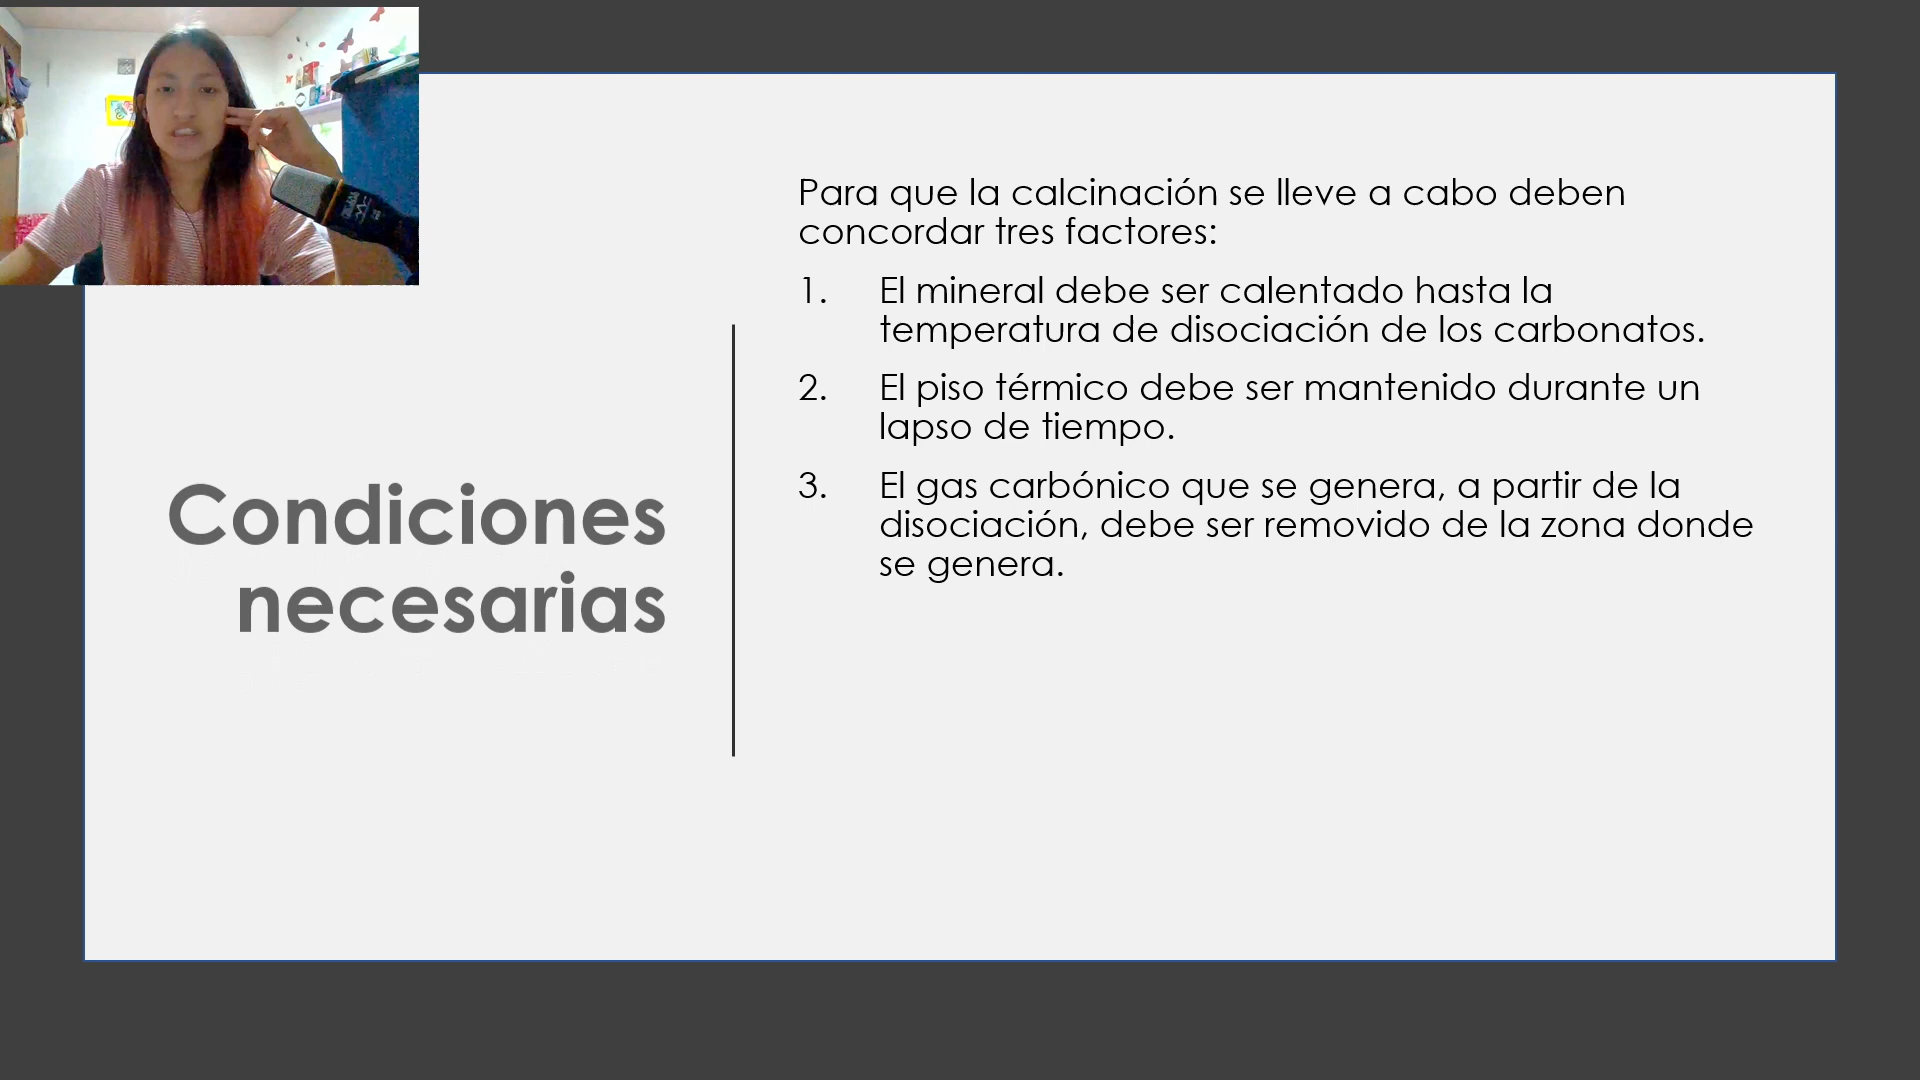 Condiciones
necesarias
Para que la calcinación se lleve a cabo deben
concordar tres factores:
1. El mineral debe ser calentado hasta la
temperatura de disociación de los carbonatos.
2. El piso térmico debe ser mantenido durante un
lapso de tiempo.
3. El gas carbónico que se genera, a partir de la
disociación, debe ser removido de la zona donde
se genera.